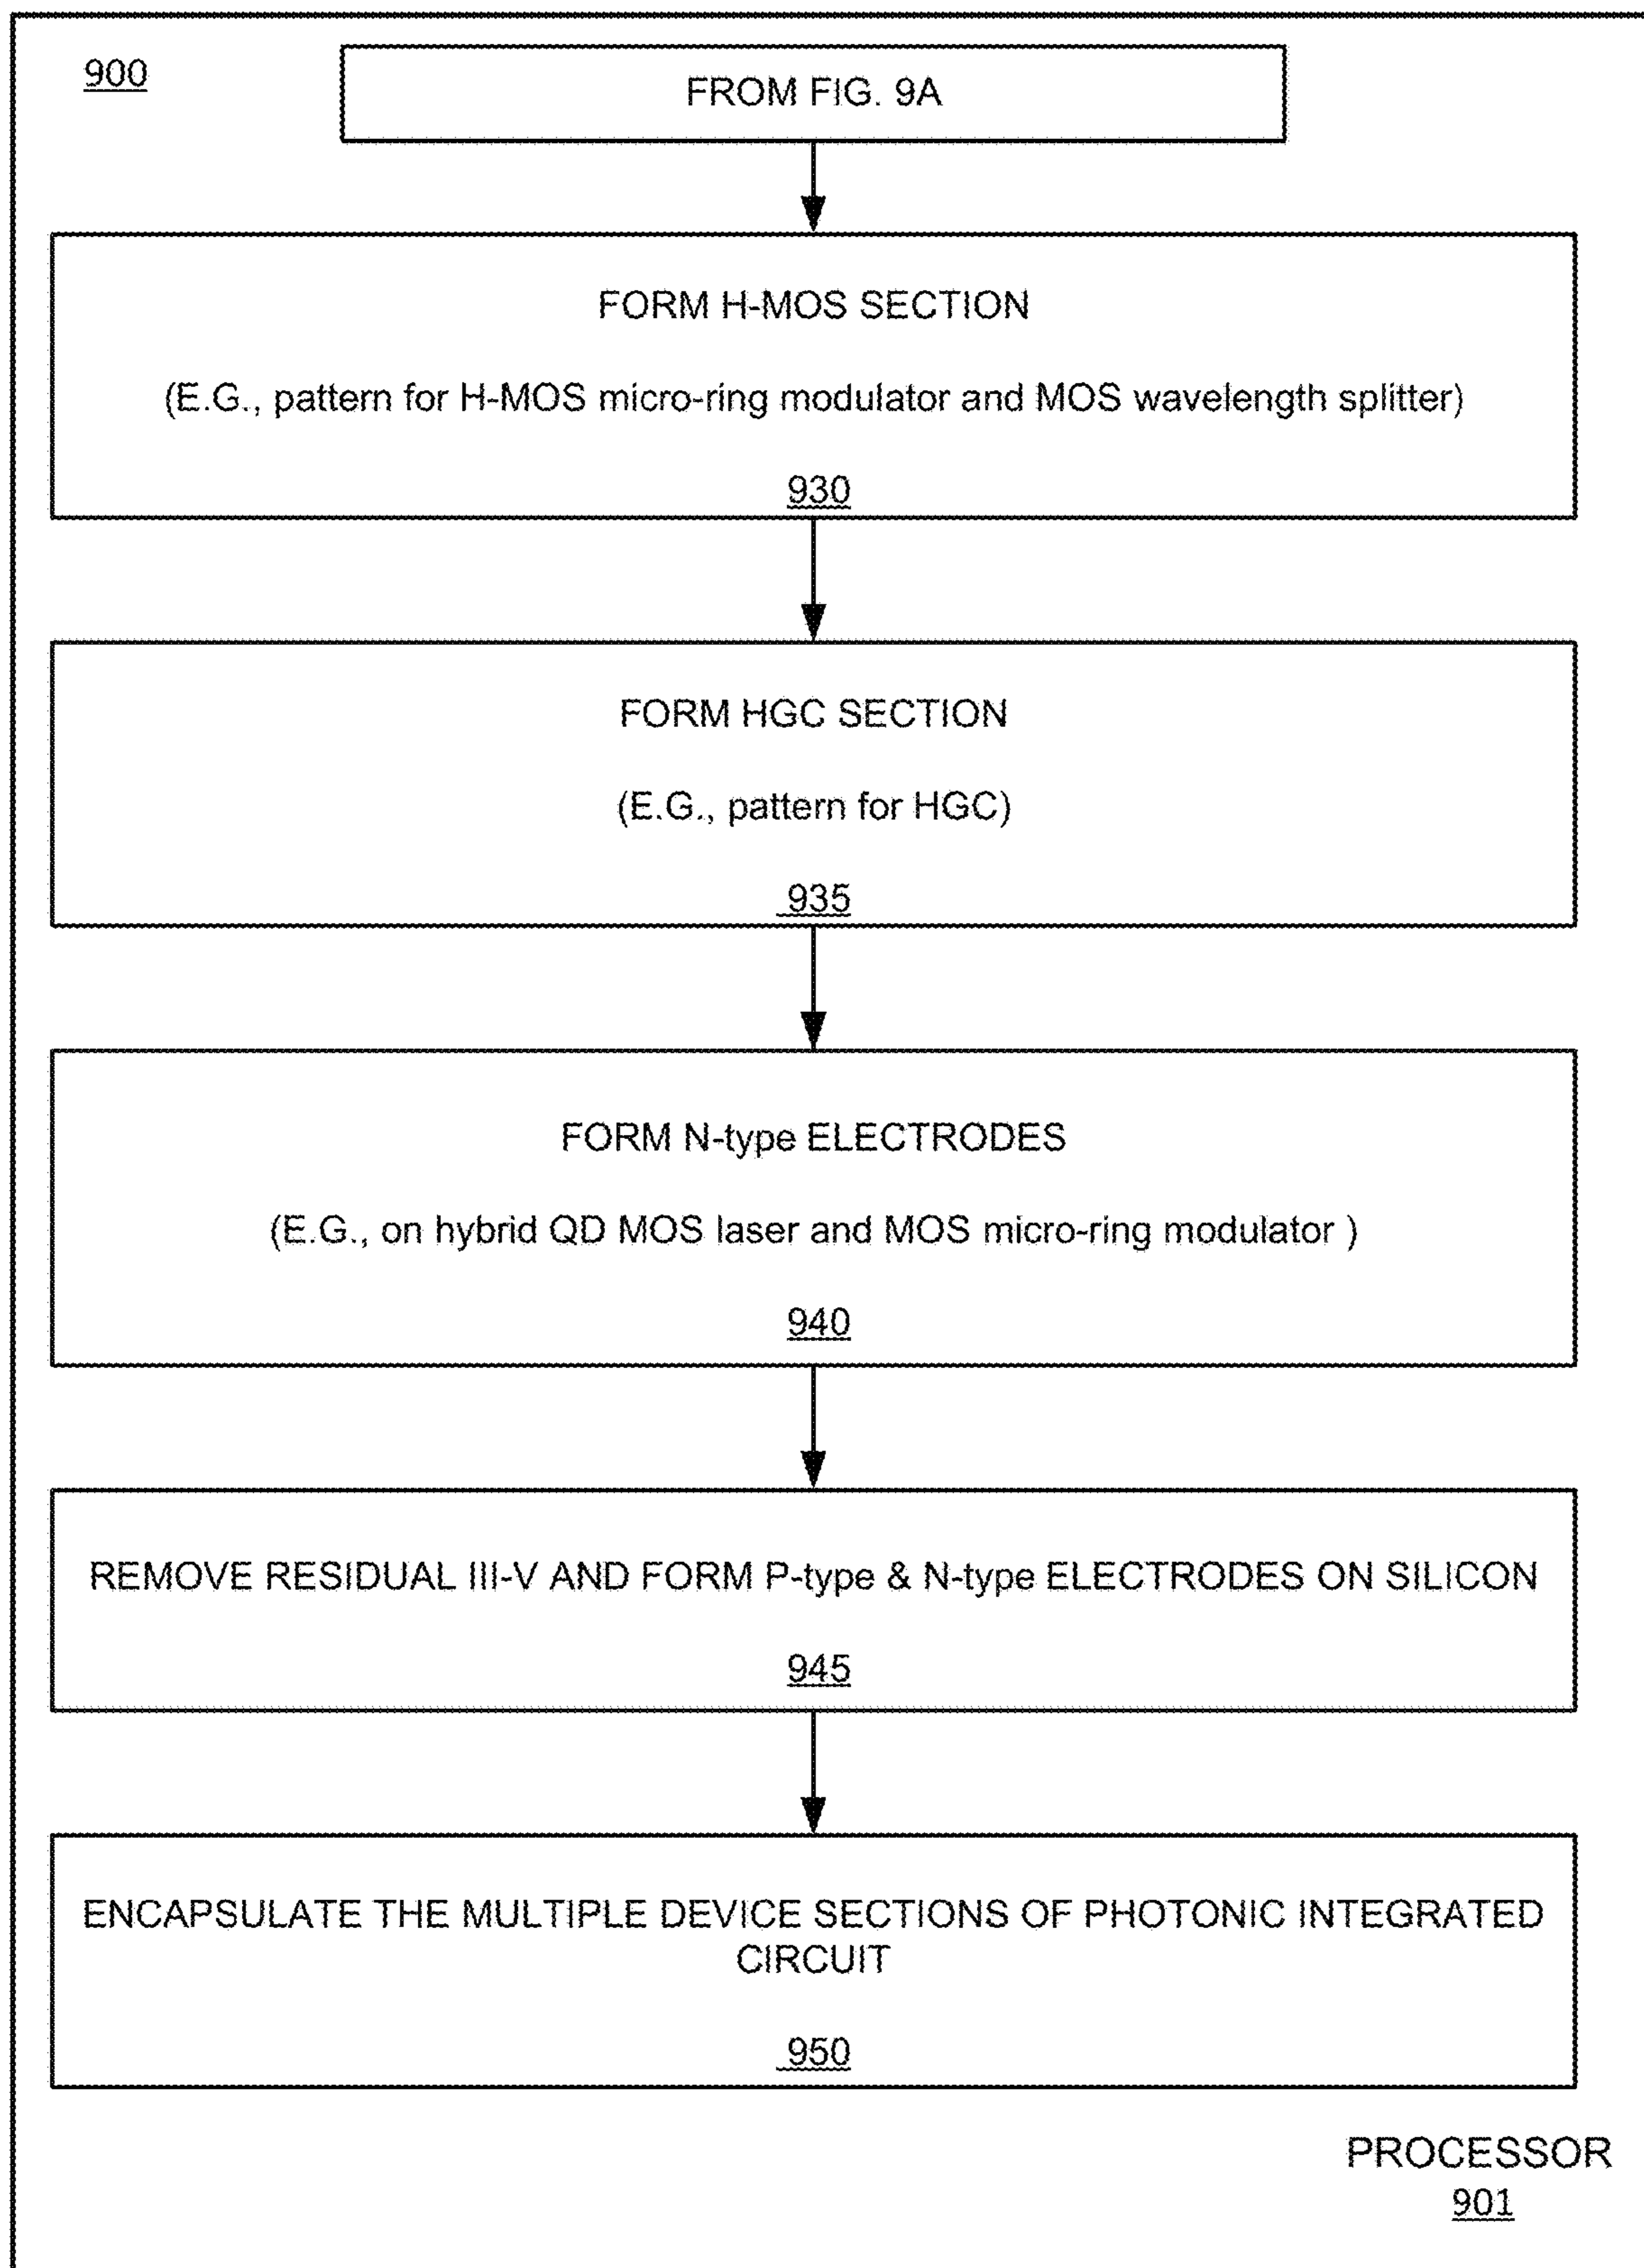 900
FROM FIG. 9A
FORM H-MOS SECTION
(E.G., pattern for H-MOS micro-ring modulator and MOS wavelength splitter)
930
FORM HGC SECTION
(E.G., pattern for HGC)
935
FORM N-type ELECTRODES
(E.G., on hybrid QD MOS laser and MOS micro-ring modulator )
940
REMOVE RESIDUAL III-V AND FORM P-type & N-type ELECTRODES ON SILICON
945
ENCAPSULATE THE MULTIPLE DEVICE SECTIONS OF PHOTONIC INTEGRATED
CIRCUIT
950
PROCESSOR
901